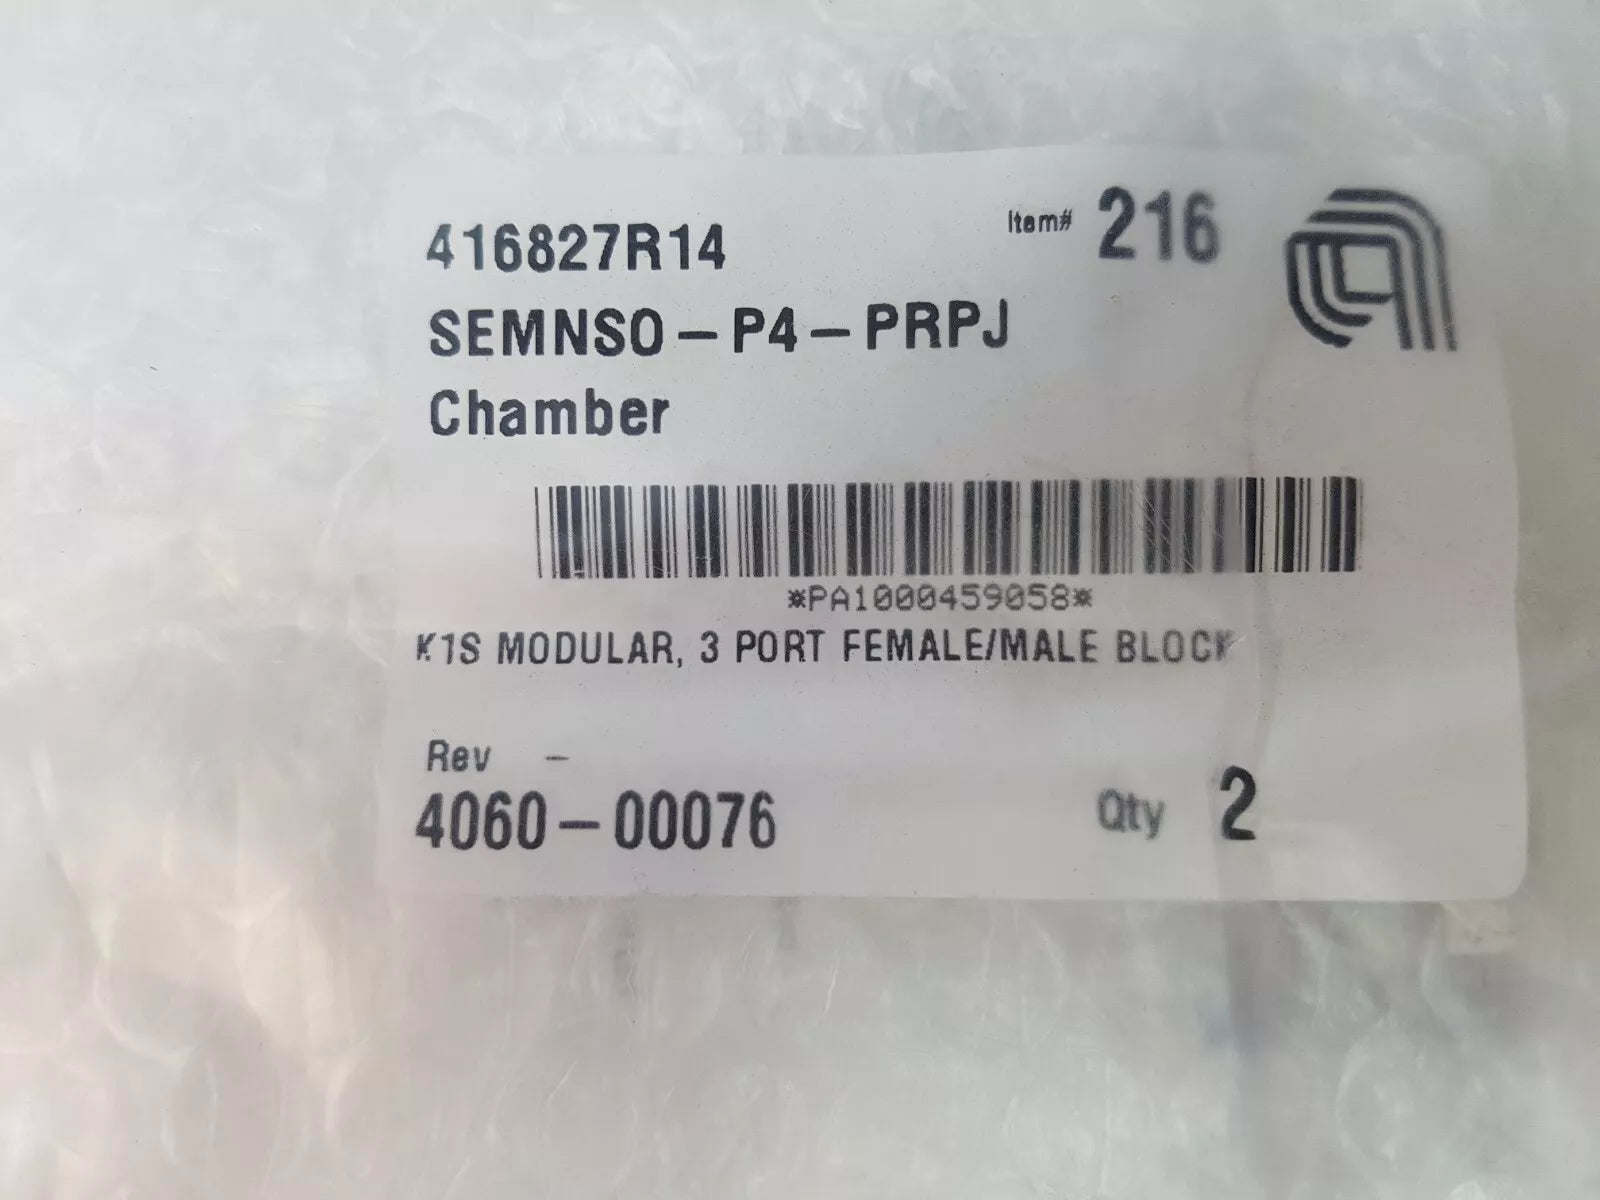 416827R14 Item# 216
SEMNSO-P4-PRPJ
Chamber
*PA1000459058*
K1S MODULAR, 3 PORT FEMALE/MALE BLOCK
Rev -
4060-00076 Qty 2